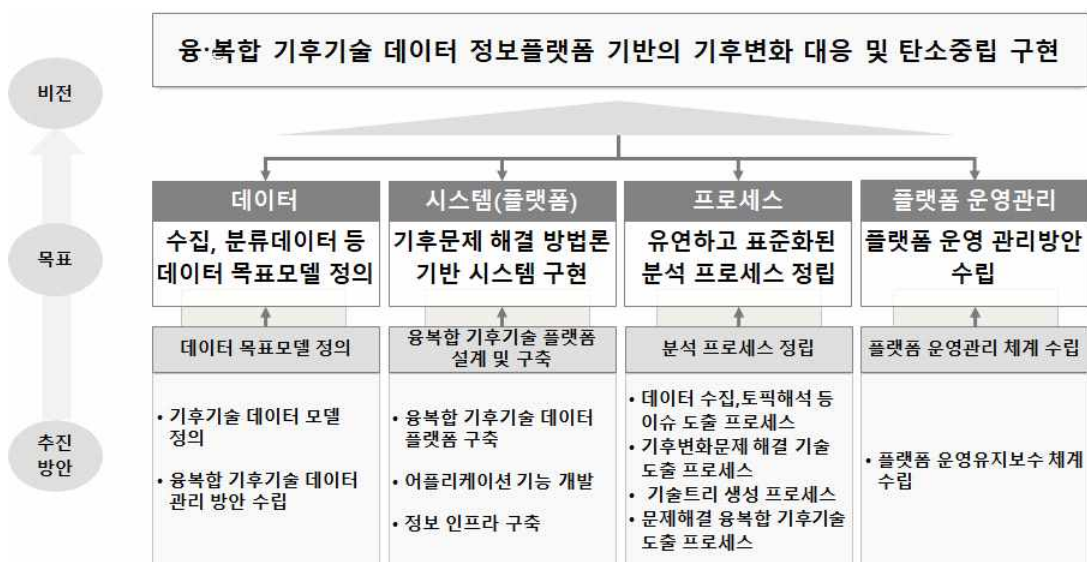 융·복합 기후기술 데이터 정보플랫폼 기반의 기후변화 대응 및 탄소중립 구현
비전
목표
추진
방안
데이터
수집, 분류데이터 등
데이터 목표모델 정의
데이터 목표모델 정의
• 기후기술 데이터 모델
정의
• 융복합 기후기술 데이터
관리 방안 수립
시스템(플랫폼)
기후문제 해결 방법론
기반 시스템 구현
융복합 기후기술 플랫폼
설계 및 구축
• 융복합 기후기술 데이터
플랫폼 구축
• 어플리케이션 기능 개발
• 정보 인프라 구축
프로세스
유연하고 표준화된
분석 프로세스 정립
분석 프로세스 정립
• 데이터 수집,토픽해석 등
이슈 도출 프로세스
• 기후변화문제 해결 기술
도출 프로세스
• 기술트리 생성 프로세스
• 문제해결 융복합 기후기술
도출 프로세스
플랫폼 운영관리
플랫폼 운영 관리방안
수립
플랫폼 운영관리 체계 수립
• 플랫폼 운영유지보수 체계
수립